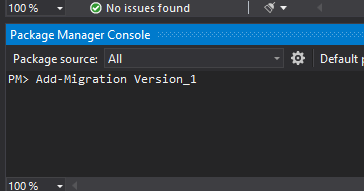 100 %
No issues found
Package Manager Console
Package source: All
Default
PM> Add-Migration Version_1
100 %